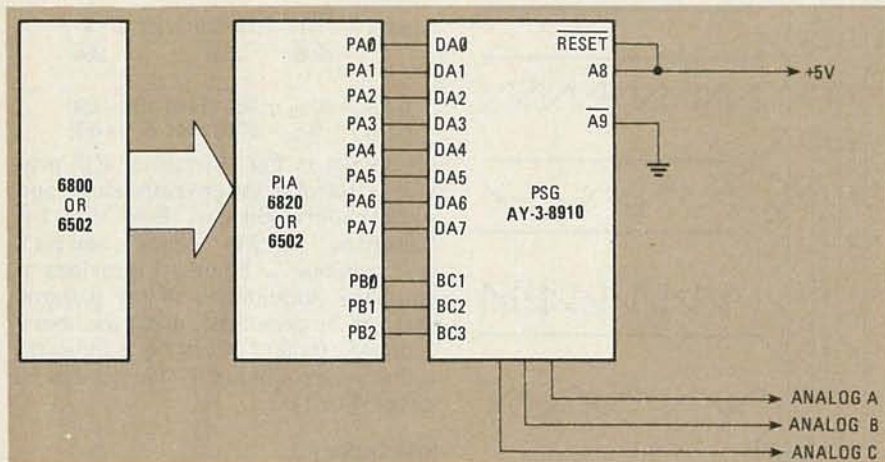 6800
OR
6502
PIA
6820
OR
6502
PA0
PA1
PA2
PA3
PA4
PA5
PA6
PA7
PB0
PB1
PB2
DA0
DA1
DA2
DA3
DA4
DA5
DA6
DA7
BC1
BC2
BC3
PSG
AY-3-8910
RESET
A8
A9
+5V
ANALOG A
ANALOG B
ANALOG C